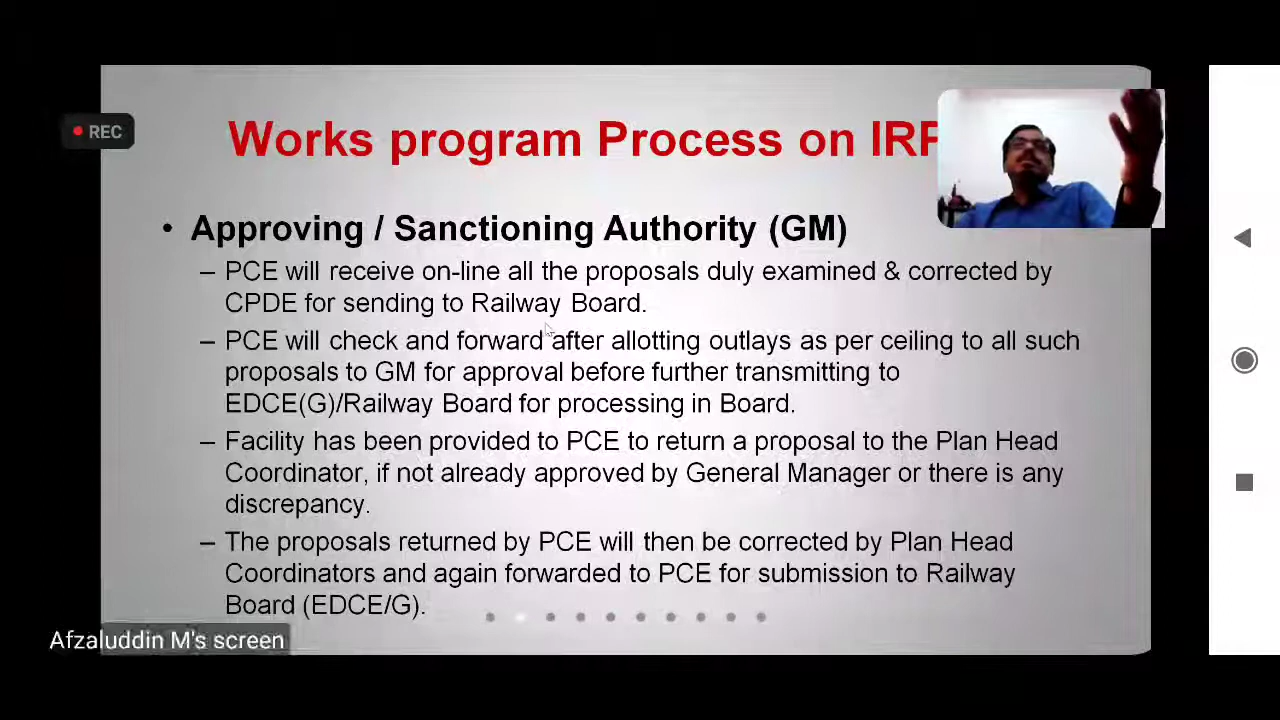 REC
Works program Process on
• Approving / Sanctioning Authority (GM)
– PCE will receive on-line all the proposals duly examined & corrected by
CPDE for sending to Railway Board.
– PCE will check and forward after allotting outlays as per ceiling to all such
proposals to GM for approval before further transmitting to
EDCE(G)/Railway Board for processing in Board.
– Facility has been provided to PCE to return a proposal to the Plan Head
Coordinator, if not already approved by General Manager or there is any
discrepancy.
– The proposals returned by PCE will then be corrected by Plan Head
Coordinators and again forwarded to PCE for submission to Railway
Board (EDCE/G).
Afzaluddin M's screen